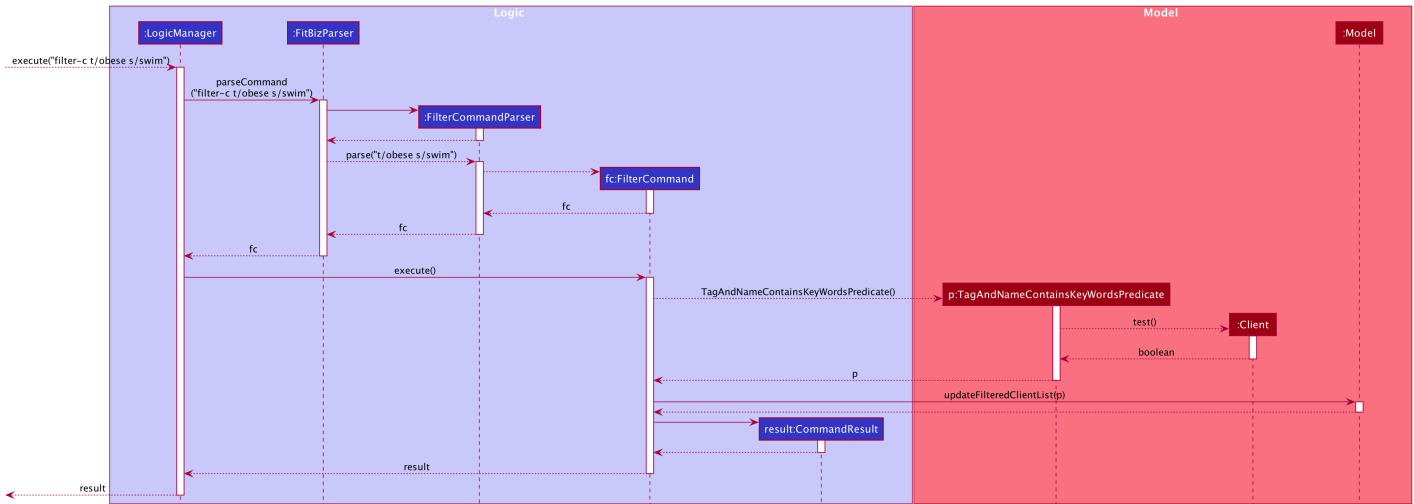 Logic
Model
:LogicManager
:FitBizParser
:Model
execute("filter-c t/obese s/swim")
parseCommand
("filter-c t/obese s/swim")
:FilterCommandParser
parse("t/obese s/swim")
fc:FilterCommand
fc
fc
fc
execute()
TagAndNameContainsKeyWordsPredicate()
p:TagAndNameContainsKeyWordsPredicate
test()
:Client
boolean
p
updateFilteredClientList(p)
result:CommandResult
result
result